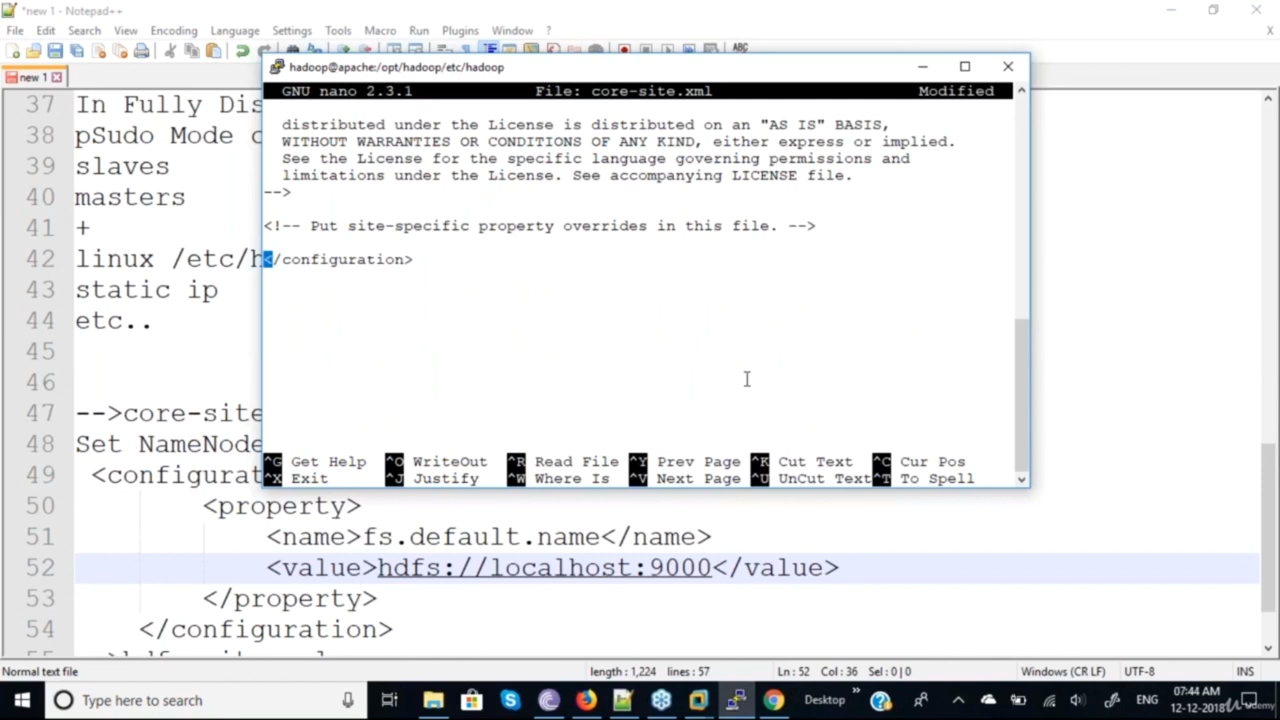 *new 1 - Notepad++
File Edit Search View Encoding Language Settings Tools Macro Run Plugins Window ?
X
ABC
new 1
hadoop@apache:/opt/hadoop/etc/hadoop
GNU nano 2.3.1 File: core-site.xml Modified
distributed under the License is distributed on an "AS IS" BASIS,
WITHOUT WARRANTIES OR CONDITIONS OF ANY KIND, either express or implied.
See the License for the specific language governing permissions and
limitations under the License. See accompanying LICENSE file.
-->
<!-- Put site-specific property overrides in this file. -->
</configuration>
^G Get Help ^O WriteOut ^R Read File ^Y Prev Page ^K Cut Text ^C Cur Pos
^X Exit ^J Justify ^W Where Is ^V Next Page ^U UnCut Text ^T To Spell
37 In Fully Dis
38 pSudo Mode c
39 slaves
40 masters
41 +
42 linux /etc/h
43 static ip
44 etc..
45
46
47 -->core-site
48 Set NameNode
49 <configurat
50 <property>
51 <name>fs.default.name</name>
52 <value>hdfs://localhost:9000</value>
53 </property>
54 </configuration>
Normal text file length : 1,224 lines : 57 Ln : 52 Col : 36 Sel : 0 | 0 Windows (CR LF) UTF-8 INS
Type here to search Desktop ENG 07:44 AM
12-12-2018
Udemy